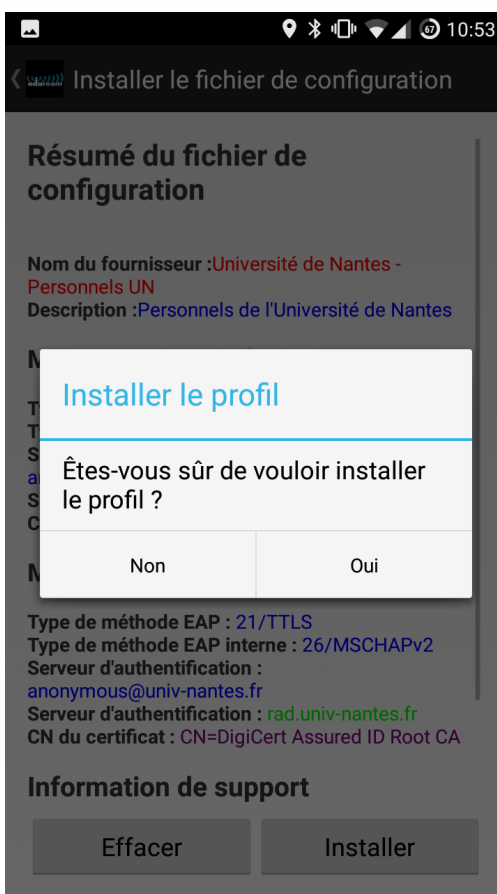 67 10:53
eduroam Installer le fichier de configuration
Résumé du fichier de
configuration
Nom du fournisseur :Université de Nantes -
Personnels UN
Description :Personnels de l'Université de Nantes
Installer le profil
Êtes-vous sûr de vouloir installer
le profil ?
Non Oui
Type de méthode EAP : 21/TTLS
Type de méthode EAP interne : 26/MSCHAPv2
Serveur d'authentification :
anonymous@univ-nantes.fr
Serveur d'authentification : rad.univ-nantes.fr
CN du certificat : CN=DigiCert Assured ID Root CA
Information de support
Effacer Installer